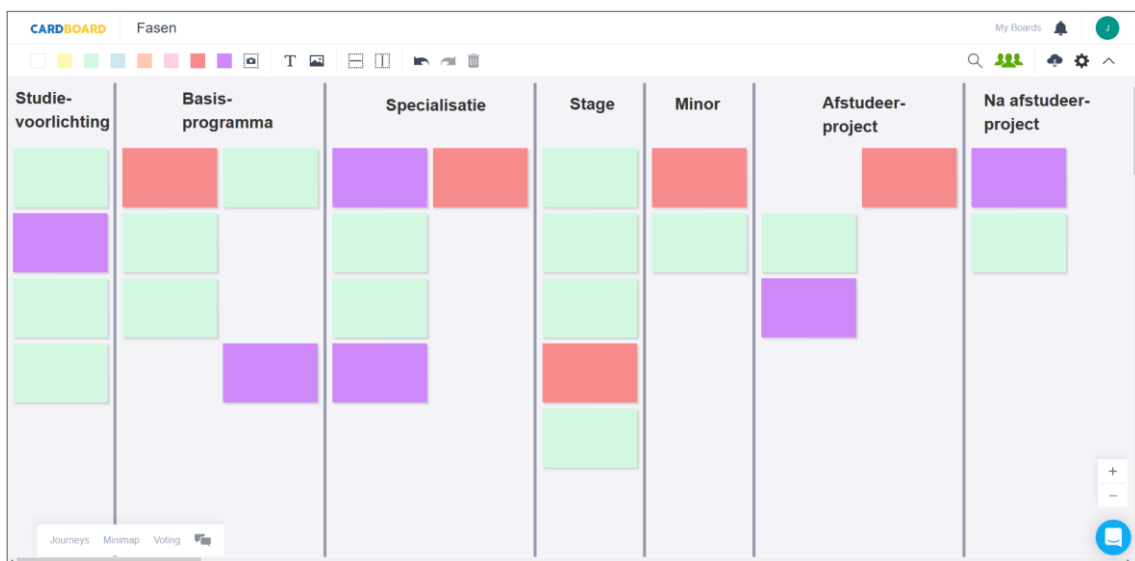 CARDBOARD Fasen My Boards J
T
Studie-
voorlichting
Basis-
programma
Specialisatie
Stage
Minor
Afstudeer-
project
Na afstudeer-
project
+
−
Journeys Minimap Voting